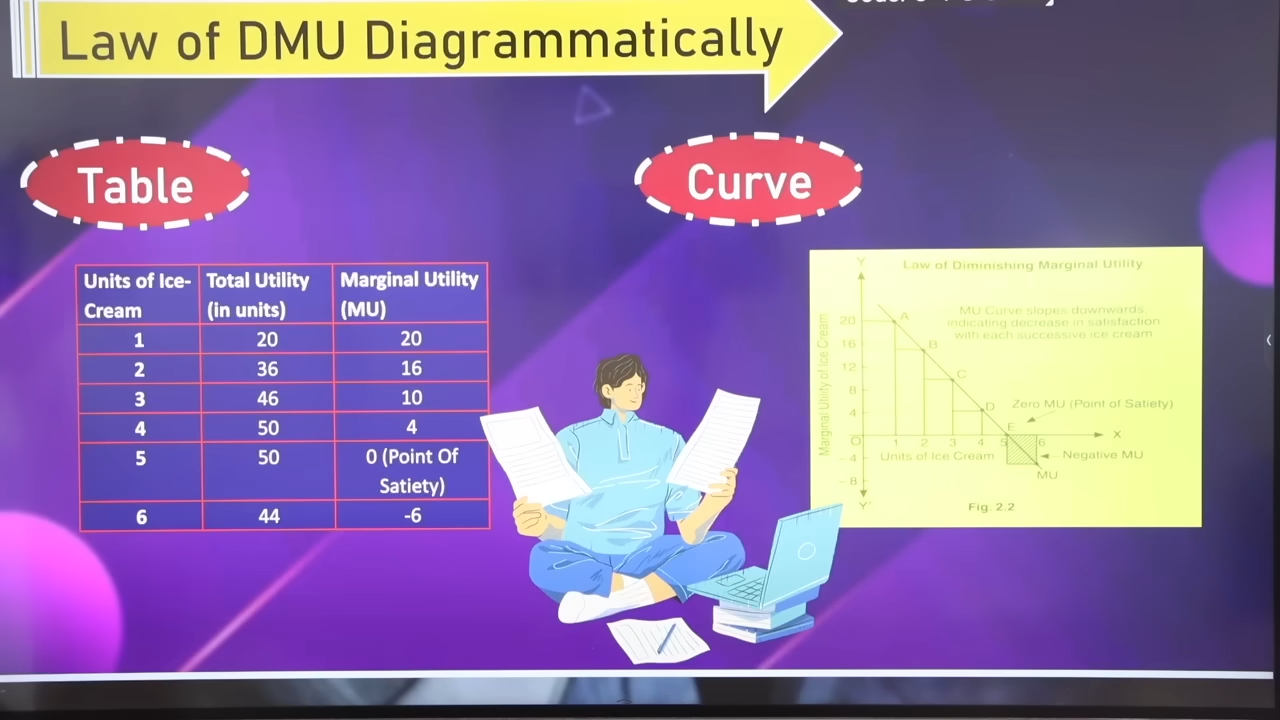 Law of DMU Diagrammatically
Table
Curve
Units of Ice-Cream Total Utility (in units) Marginal Utility (MU)
1 20 20
2 36 16
3 46 10
4 50 4
5 50 0 (Point Of Satiety)
6 44 -6
Y Law of Diminishing Marginal Utility
MU Curve slopes downwards,
indicating decrease in satisfaction
with each successive ice cream
Marginal Utility of Ice Cream
20
16
12
8
4
O
- 4
- 8
A
B
C
D
E
Zero MU (Point of Satiety)
X
1 2 3 4 5 6
Units of Ice Cream
Negative MU
MU
Y'
Fig. 2.2